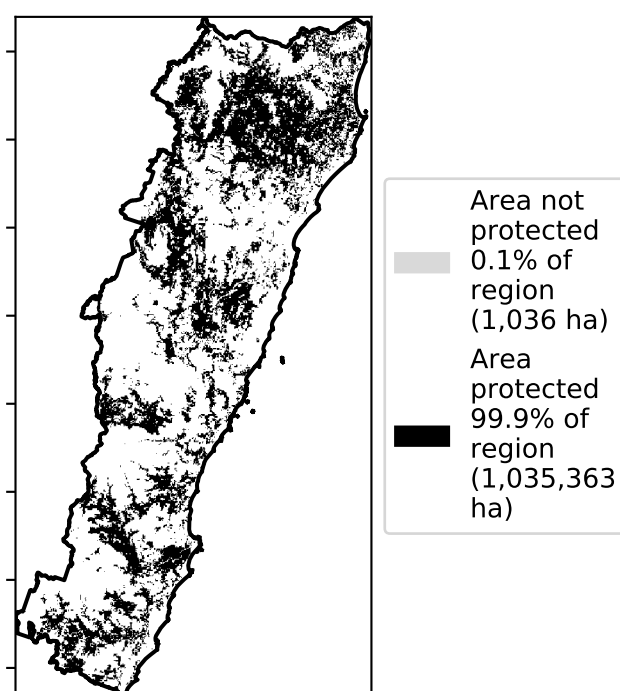 Area not
protected
0.1% of
region
(1,036 ha)
Area
protected
99.9% of
region
(1,035,363
ha)